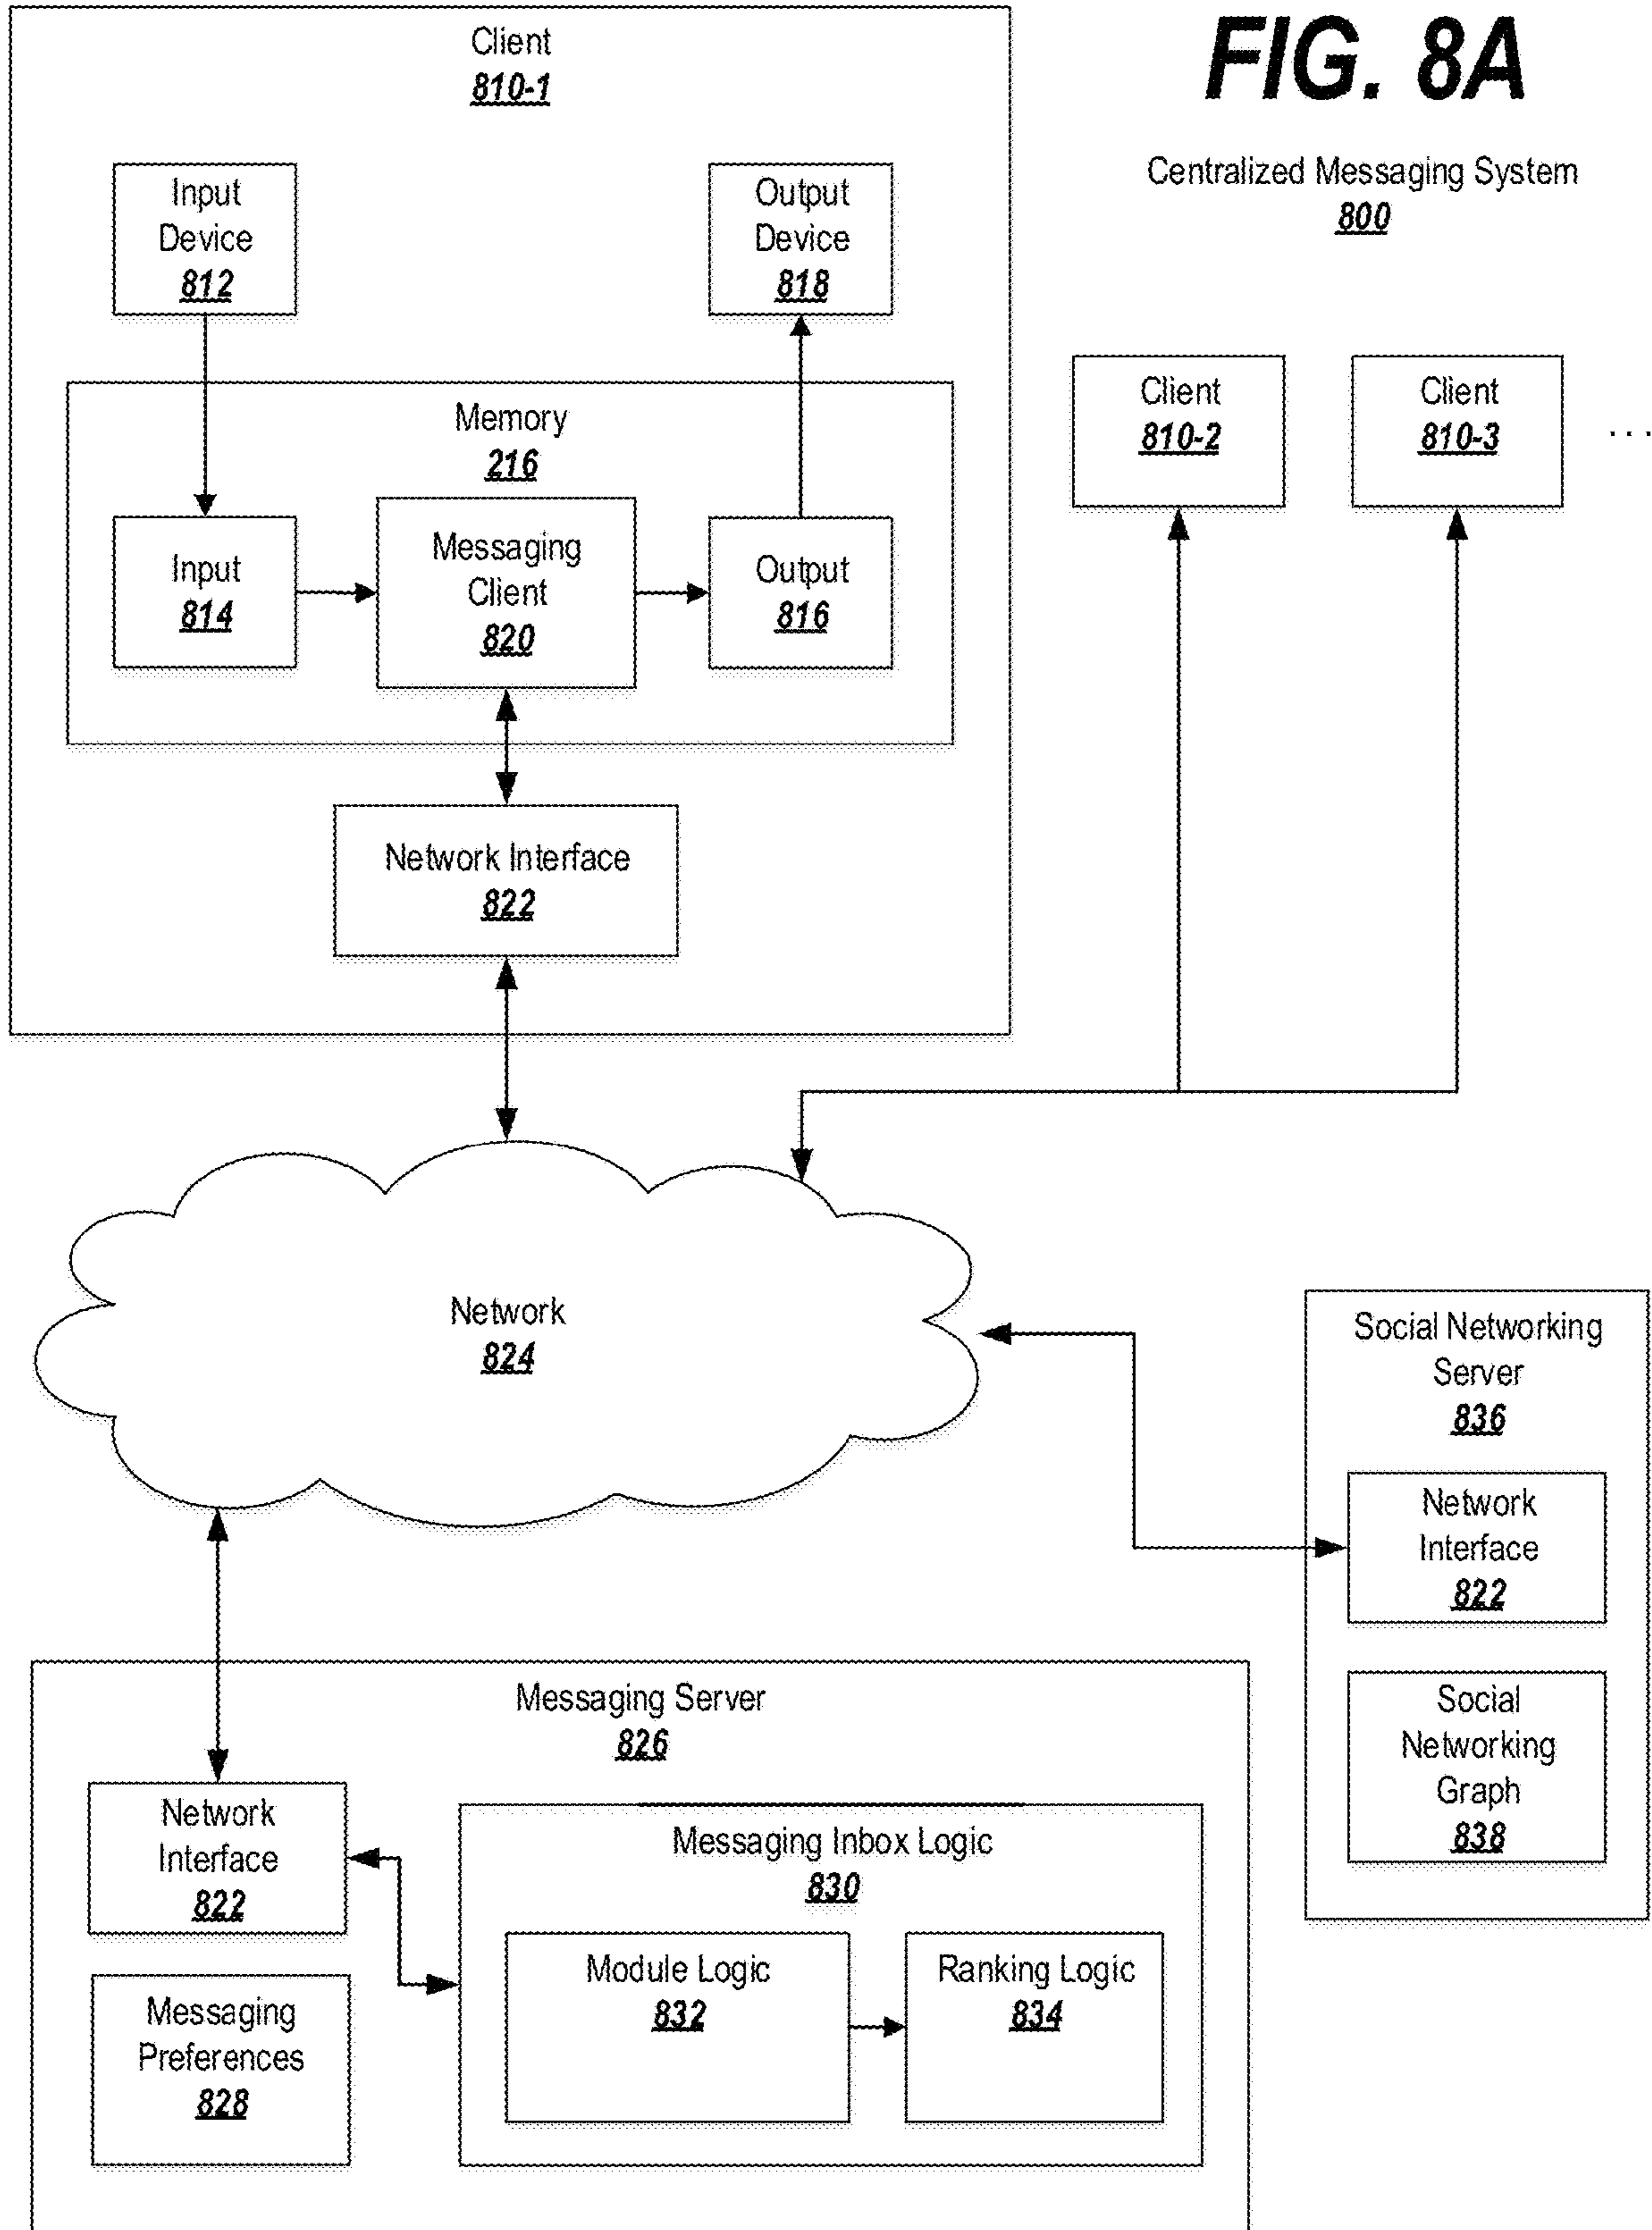 FIG. 8A
Centralized Messaging System
800
Client
810-1
Input
Device
812
Output
Device
818
Memory
216
Input
814
Messaging
Client
820
Output
816
Network Interface
822
Client
810-2
Client
810-3
...
Network
824
Social Networking
Server
836
Network
Interface
822
Social
Networking
Graph
838
Messaging Server
826
Network
Interface
822
Messaging
Preferences
828
Messaging Inbox Logic
830
Module Logic
832
Ranking Logic
834